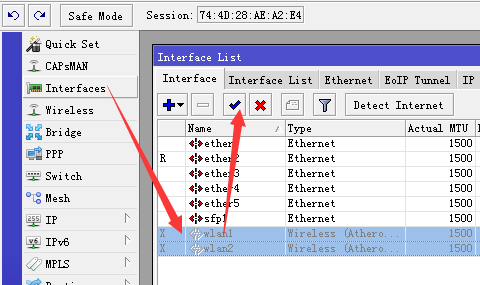 Safe Mode Session: 74:4D:28:AE:A2:E4
Quick Set
CAPsMAN
Interfaces
Wireless
Bridge
PPP
Switch
Mesh
IP
IPv6
MPLS
Interface List
Interface Interface List Ethernet EoIP Tunnel IP
Detect Internet
Name Type Actual MTU
Ethernet 1500
R ether2 Ethernet 1500
ether3 Ethernet 1500
ether4 Ethernet 1500
ether5 Ethernet 1500
sfp1 Ethernet 1500
X wlan1 Wireless (Athero... 1500
X wlan2 Wireless (Athero... 1500